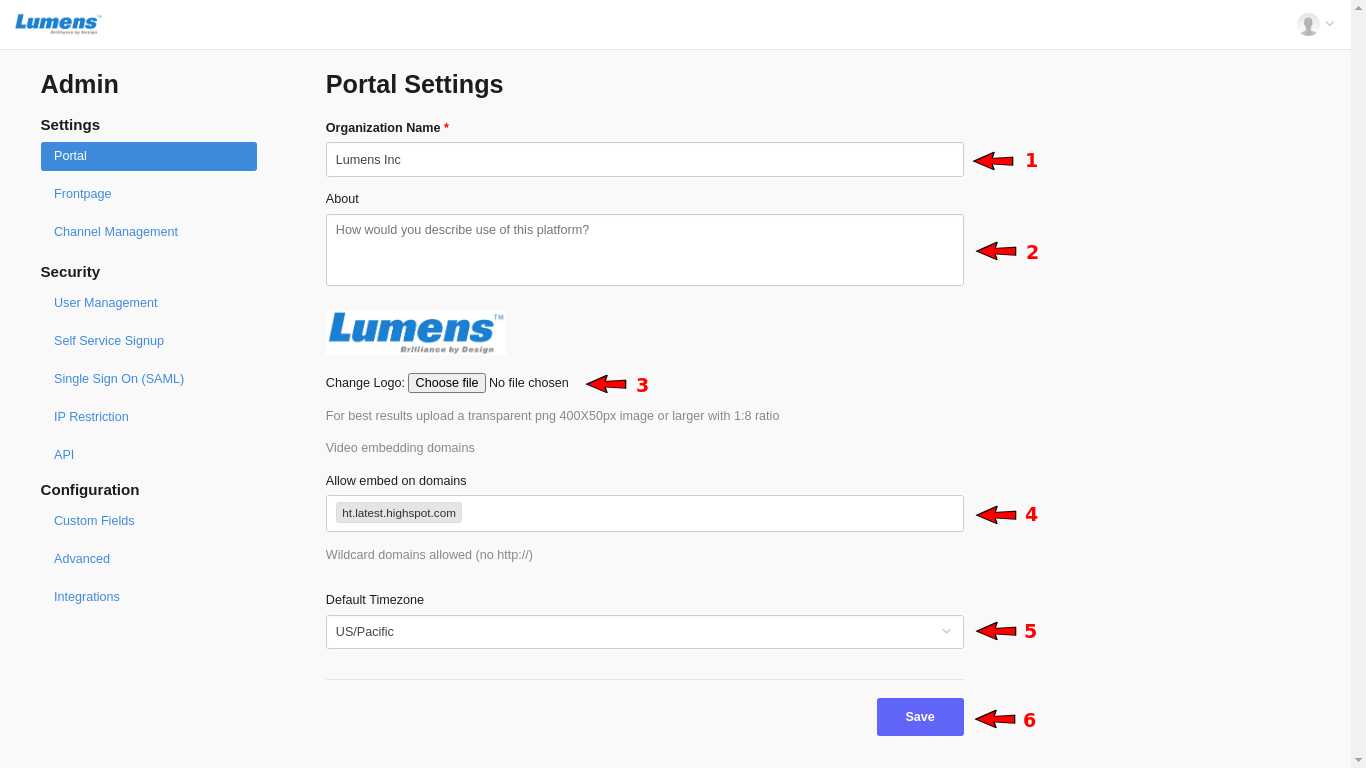 Lumens™
Brilliance by Design
Admin
Settings
Portal
Frontpage
Channel Management
Security
User Management
Self Service Signup
Single Sign On (SAML)
IP Restriction
API
Configuration
Custom Fields
Advanced
Integrations
Portal Settings
Organization Name *
Lumens Inc
1
About
How would you describe use of this platform?
2
Lumens™
Brilliance by Design
Change Logo: Choose file No file chosen
3
For best results upload a transparent png 400X50px image or larger with 1:8 ratio
Video embedding domains
Allow embed on domains
ht.latest.highspot.com
4
Wildcard domains allowed (no http://)
Default Timezone
US/Pacific
5
Save
6